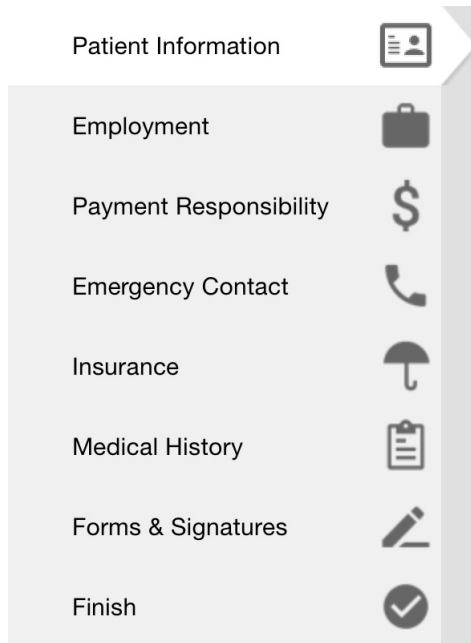 Patient Information
Employment
Payment Responsibility
Emergency Contact
Insurance
Medical History
Forms & Signatures
Finish